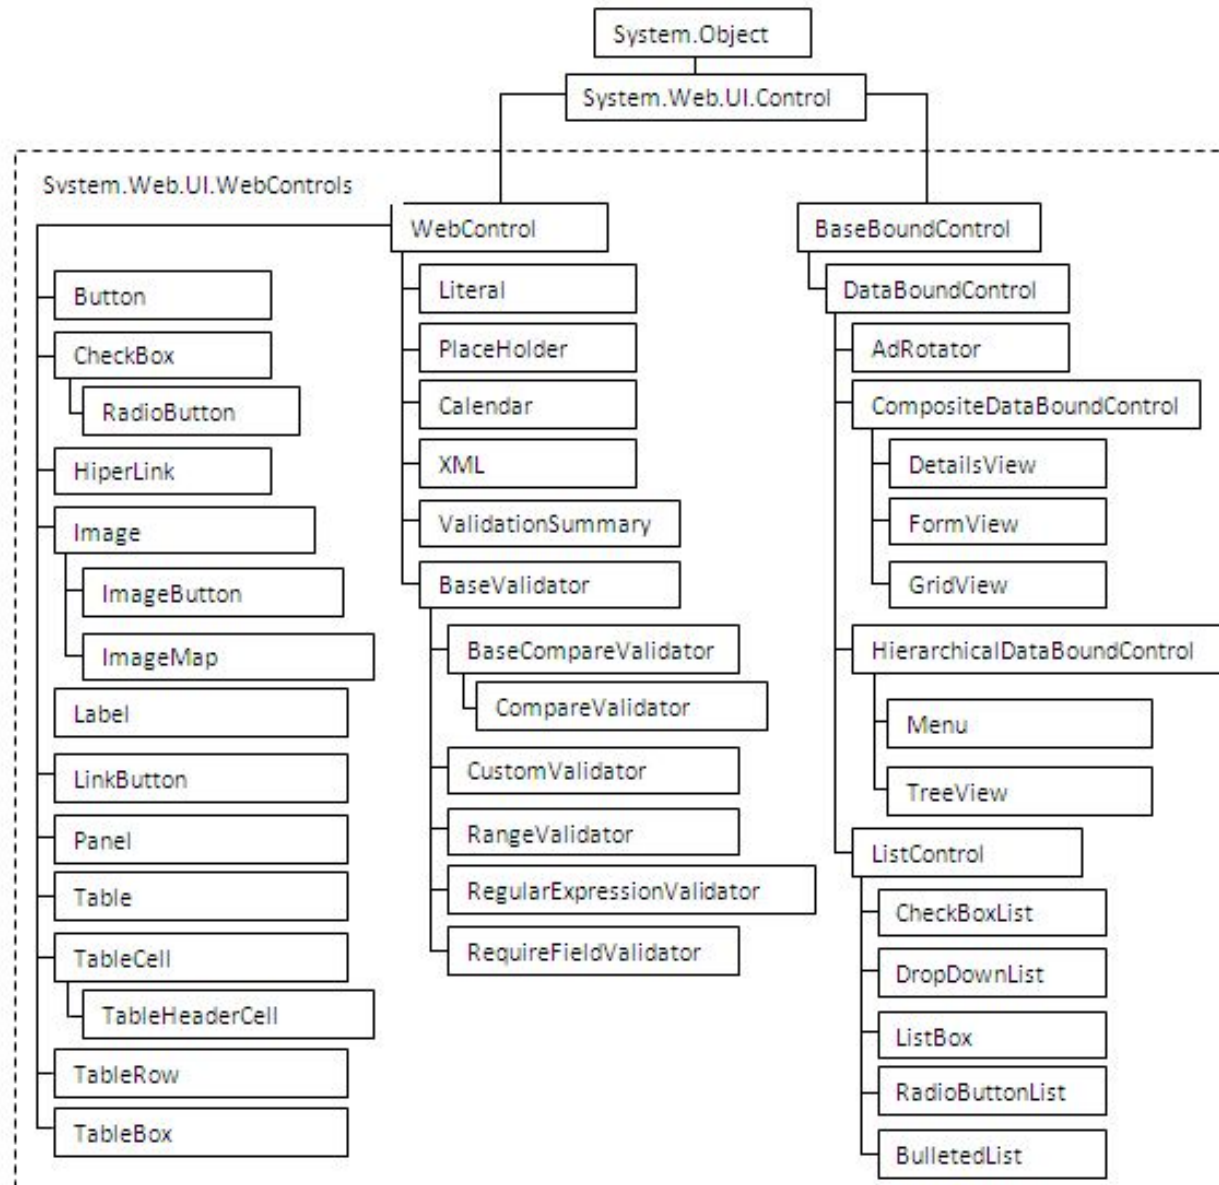 System.Object
System.Web.UI.Control
System.Web.UI.WebControls
WebControl
Button
CheckBox
RadioButton
HiperLink
Image
ImageButton
ImageMap
Label
LinkButton
Panel
Table
TableCell
TableHeaderCell
TableRow
TableBox
Literal
PlaceHolder
Calendar
XML
ValidationSummary
BaseValidator
BaseCompareValidator
CompareValidator
CustomValidator
RangeValidator
RegularExpressionValidator
RequireFieldValidator
BaseBoundControl
DataBoundControl
AdRotator
CompositeDataBoundControl
DetailsView
FormView
GridView
HierarchicalDataBoundControl
Menu
TreeView
ListControl
CheckBoxList
DropDownList
ListBox
RadioButtonList
BulletedList